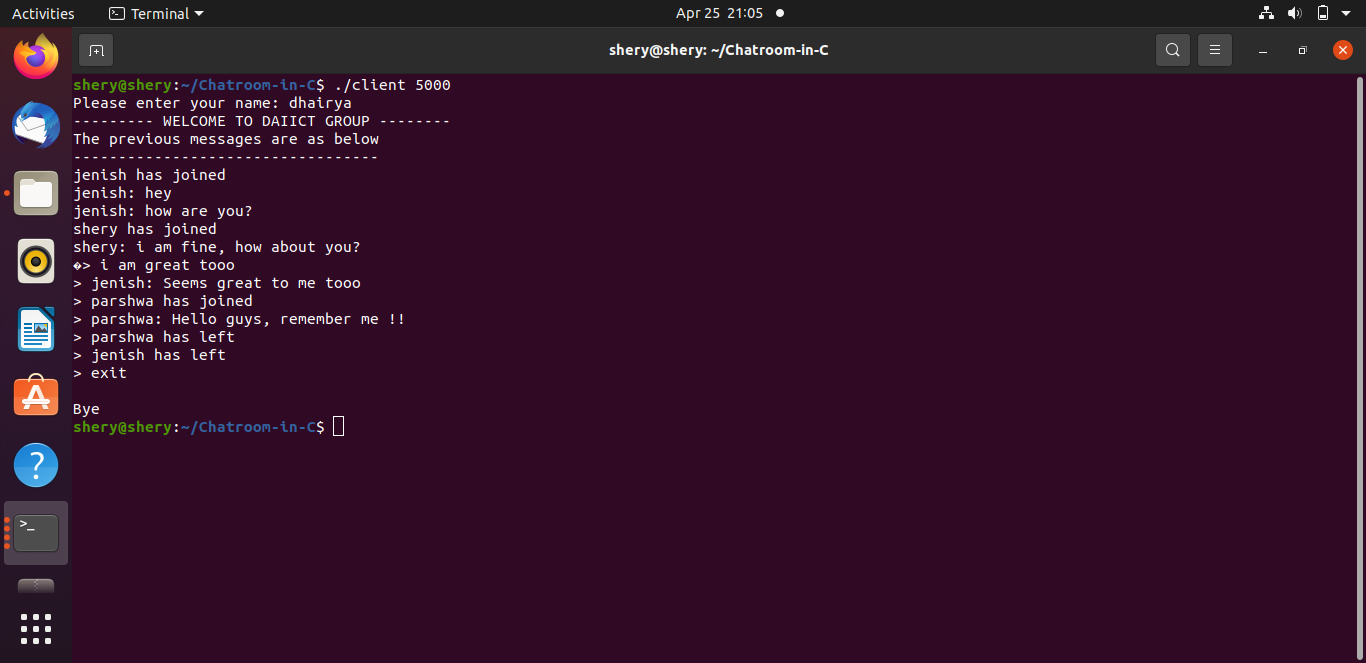 Activities
Terminal
Apr 25 21:05
shery@shery: ~/Chatroom-in-C
shery@shery:~/Chatroom-in-C$ ./client 5000
Please enter your name: dhairya
--------- WELCOME TO DAIICT GROUP --------
The previous messages are as below
----------------------------------
jenish has joined
jenish: hey
jenish: how are you?
shery has joined
shery: i am fine, how about you?
�> i am great tooo
> jenish: Seems great to me tooo
> parshwa has joined
> parshwa: Hello guys, remember me !!
> parshwa has left
> jenish has left
> exit
Bye
shery@shery:~/Chatroom-in-C$